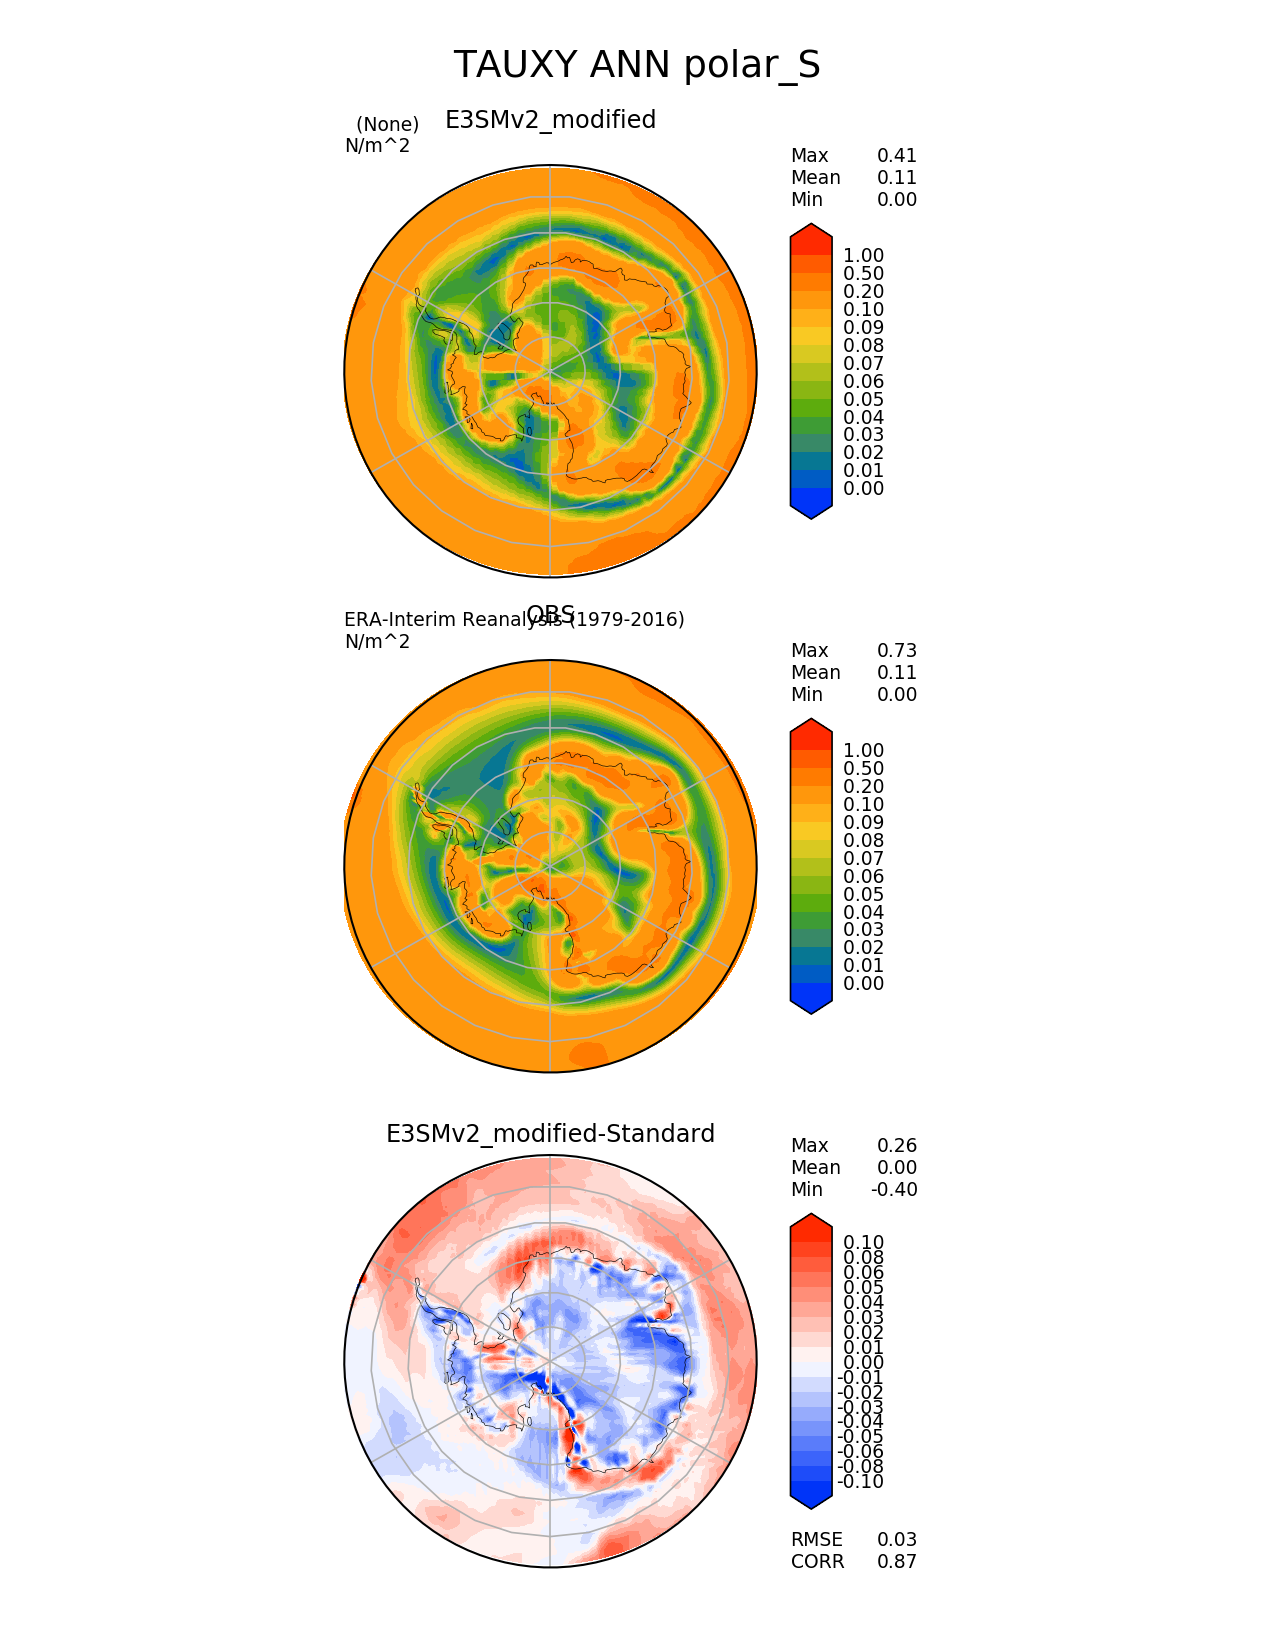 TAUXY ANN polar_S
(None) E3SMv2_modified
N/m^2
Max 0.41
Mean 0.11
Min 0.00
1.00
0.50
0.20
0.10
0.09
0.08
0.07
0.06
0.05
0.04
0.03
0.02
0.01
0.00
OBS
ERA-Interim Reanalysis (1979-2016)
N/m^2
Max 0.73
Mean 0.11
Min 0.00
1.00
0.50
0.20
0.10
0.09
0.08
0.07
0.06
0.05
0.04
0.03
0.02
0.01
0.00
E3SMv2_modified-Standard
Max 0.26
Mean 0.00
Min -0.40
0.10
0.08
0.06
0.05
0.04
0.03
0.02
0.01
0.00
-0.01
-0.02
-0.03
-0.04
-0.05
-0.06
-0.08
-0.10
RMSE 0.03
CORR 0.87